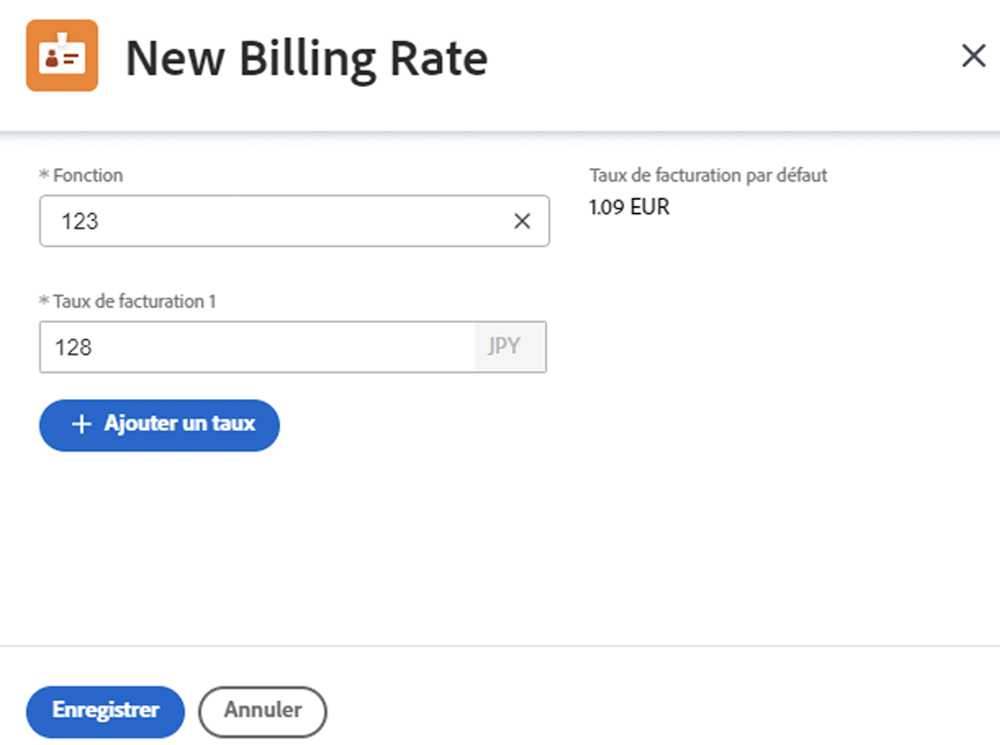 New Billing Rate
* Fonction
Taux de facturation par défaut
123
1.09 EUR
* Taux de facturation 1
128
JPY
+ Ajouter un taux
Enregistrer
Annuler